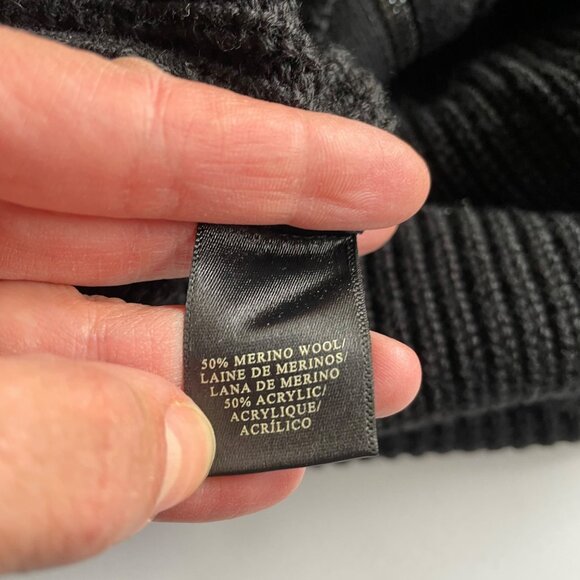 50% MERINO WOOL/
LAINE DE MERINOS/
LANA DE MERINO
50% ACRYLIC/
ACRYLIQUE/
ACRÍLICO